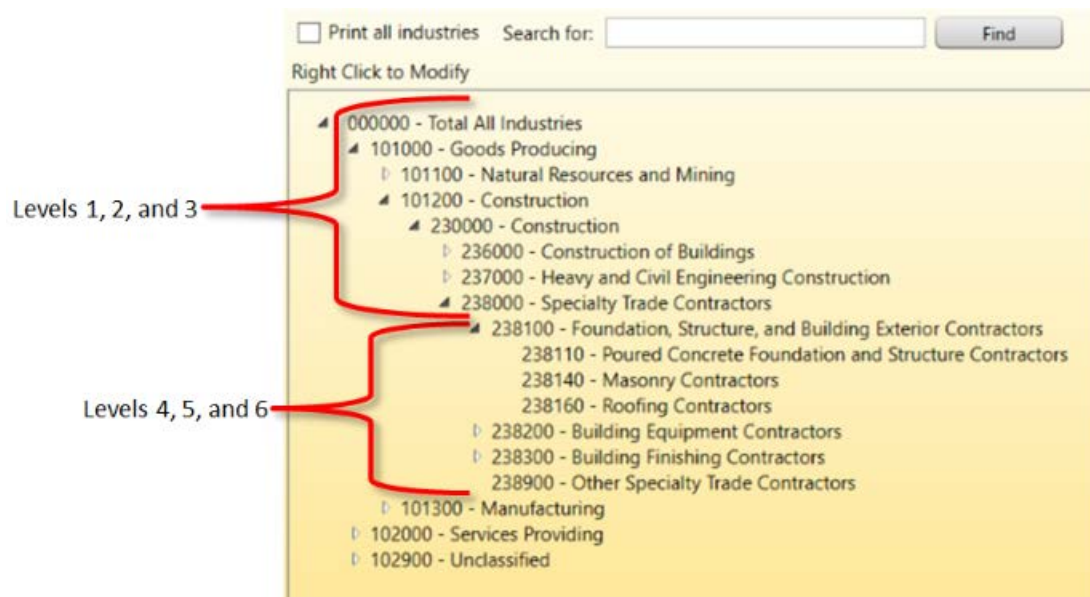 Print all industries Search for: Find
Right Click to Modify
000000 - Total All Industries
101000 - Goods Producing
101100 - Natural Resources and Mining
101200 - Construction
Levels 1, 2, and 3
230000 - Construction
236000 - Construction of Buildings
237000 - Heavy and Civil Engineering Construction
238000 - Specialty Trade Contractors
238100 - Foundation, Structure, and Building Exterior Contractors
238110 - Poured Concrete Foundation and Structure Contractors
238140 - Masonry Contractors
Levels 4, 5, and 6
238160 - Roofing Contractors
238200 - Building Equipment Contractors
238300 - Building Finishing Contractors
238900 - Other Specialty Trade Contractors
101300 - Manufacturing
102000 - Services Providing
102900 - Unclassified